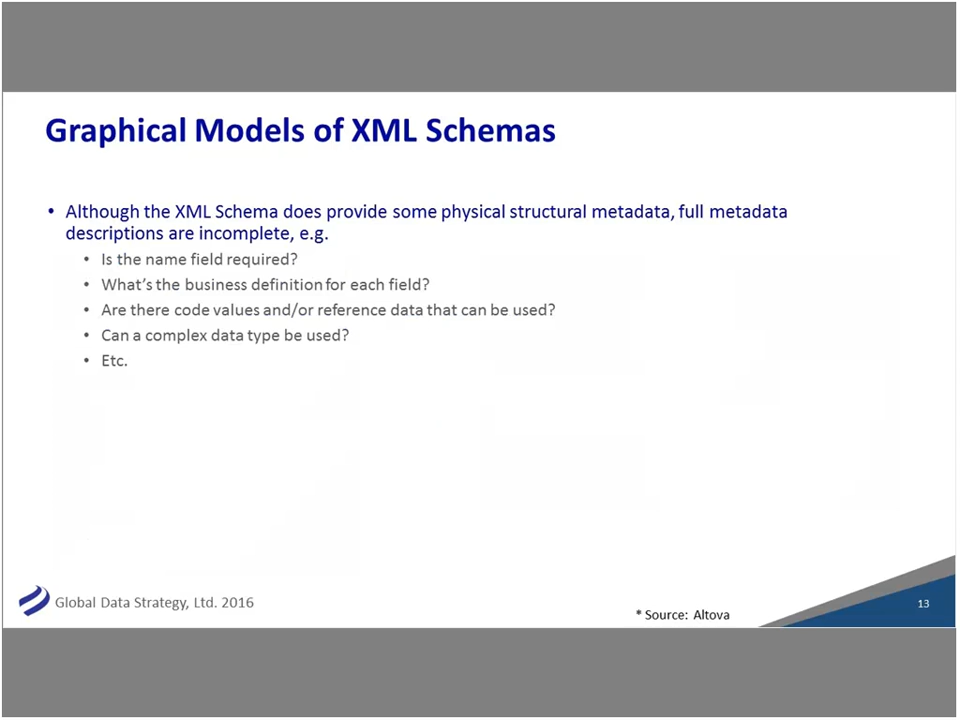 Graphical Models of XML Schemas
• Although the XML Schema does provide some physical structural metadata, full metadata
descriptions are incomplete, e.g.
• Is the name field required?
• What's the business definition for each field?
• Are there code values and/or reference data that can be used?
• Can a complex data type be used?
• Etc.
Global Data Strategy, Ltd. 2016
* Source: Altova
13